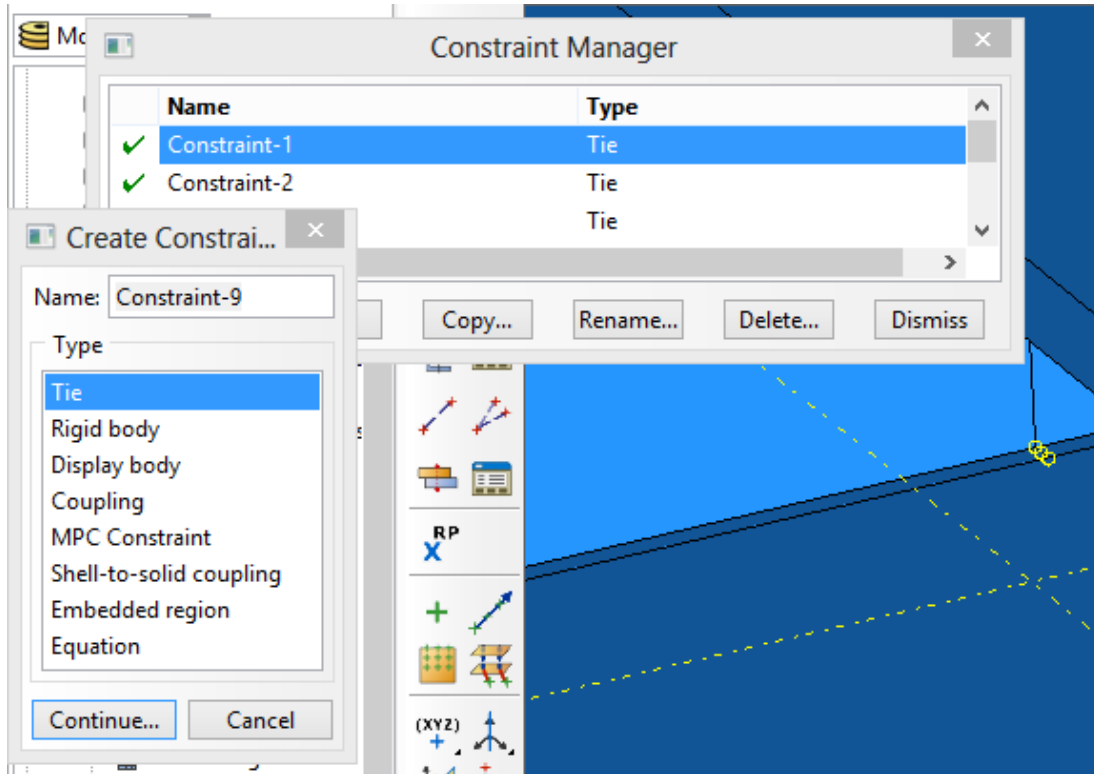 Mo
Constraint Manager
Name Type
Constraint-1 Tie
Constraint-2 Tie
Tie
Copy... Rename... Delete... Dismiss
Create Constrai...
Name: Constraint-9
Type
Tie
Rigid body
Display body
Coupling
MPC Constraint
Shell-to-solid coupling
Embedded region
Equation
Continue... Cancel
RP
(XYZ)